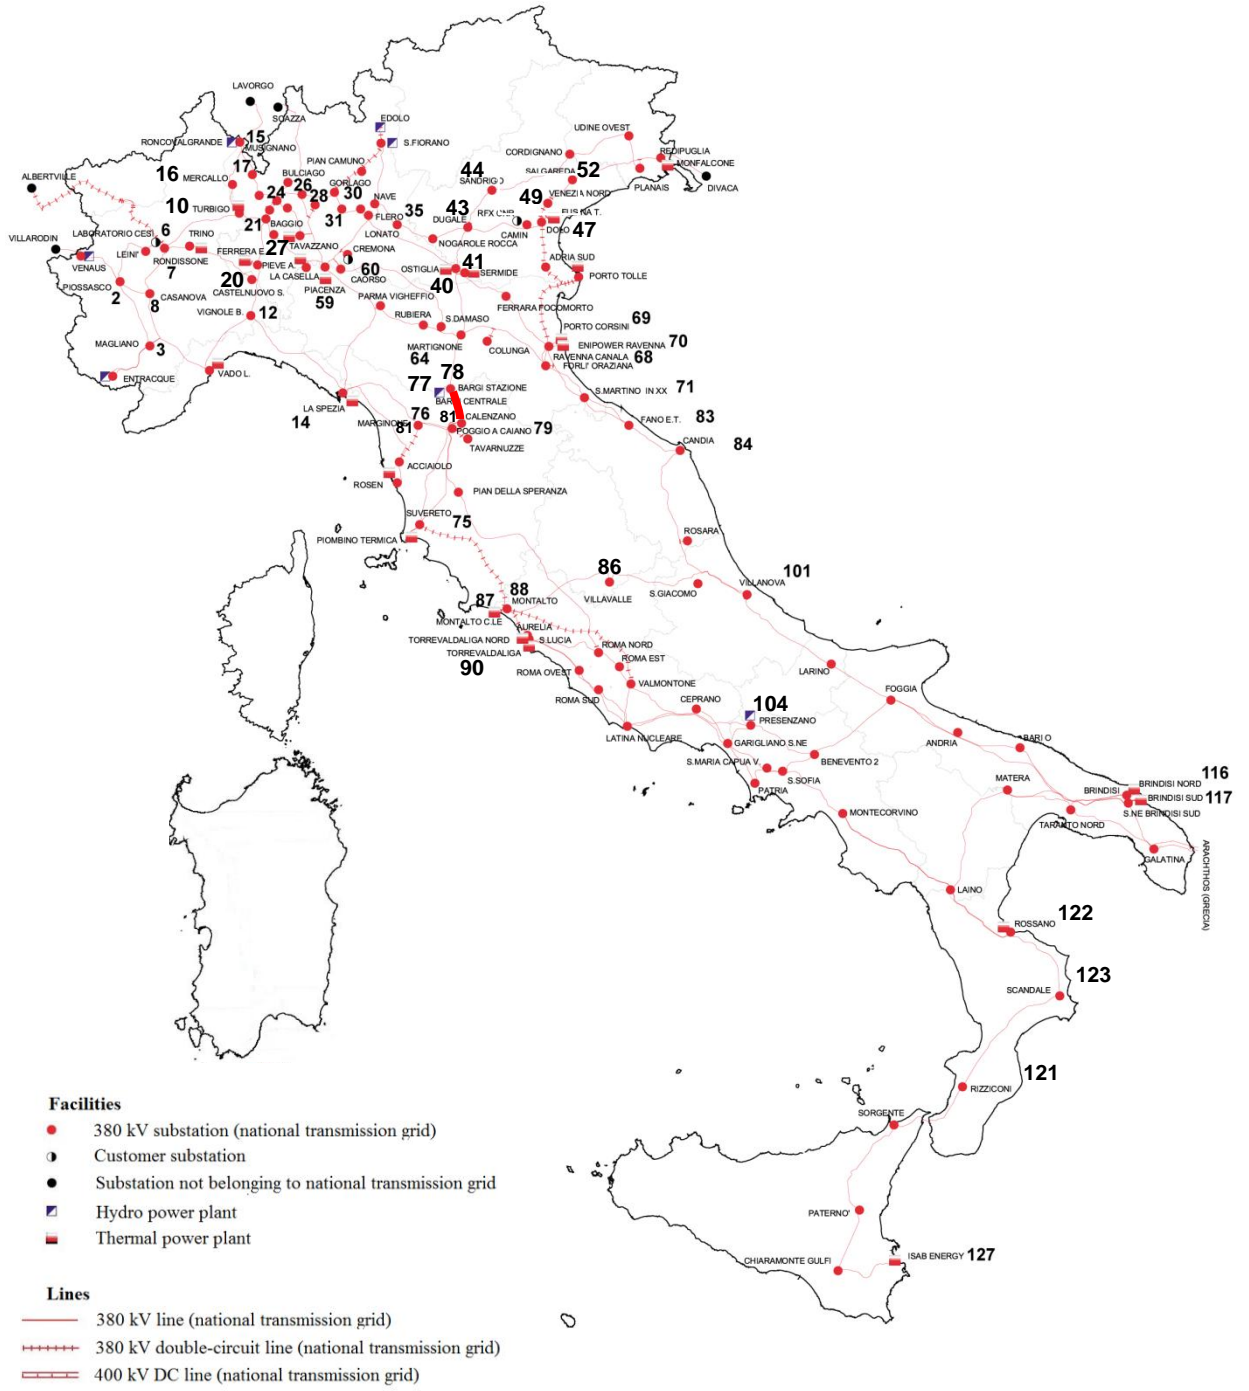 LAVORGO
SOAZZA
EDOLO
RONCOVALGRANDE
15
MUSIGNANO
S.FIORANO
UDINE OVEST
CORDIGNANO
REDIPUGLIA
MONFALCONE
16
17
PIAN CAMUNO
44
SALGAREDA
52
ALBERTVILLE
MERCALLO
BULCIAGO
GORLAGO
SANDRIGO
PLANAIS
DIVACA
24
26
28
30
NAVE
VENEZIA NORD
10
TURBIGO
49
21
BAGGIO
31
FLERO
35
DUGALE
43
DOLO
47
LABORATORIO CESI
6
TRINO
LONATO
CAMIN
VILLARODIN
LEINI'
RONDISSONE
FERRERA E.
27
TAVAZZANO
CREMONA
NOGAROLE ROCCA
VENAUS
7
PIEVE A.
LA CASELLA
60
CAORSO
OSTIGLIA
41
SERMIDE
ADRIA SUD
PORTO TOLLE
PIOSSASCO
2
8
CASANOVA
20
CASTELNUOVO S.
PIACENZA
59
40
PARMA VIGHEFFIO
FERRARA FOCOMORTO
VIGNOLE B.
12
RUBIERA
S.DAMASO
PORTO CORSINI
69
MAGLIANO
3
MARTIGNONE
COLUNGA
ENIPOWER RAVENNA
70
64
RAVENNA CANALA
68
FORLI' ORAZIANA
ENTRACQUE
VADO L.
78
77
BARGI STAZIONE
S.MARTINO IN XX
71
LA SPEZIA
CENTRALE
14
76
81
CALENZANO
FANO E.T.
83
MARGINONE
81
POGGIO A CAIANO
79
CANDIA
84
TAVARNUZZE
ACCIAIOLO
ROSEN
PIAN DELLA SPERANZA
SUVERETO
75
ROSARA
PIOMBINO TERMICA
86
VILLAVALLE
S.GIACOMO
VILLANOVA
101
87
88
MONTALTO
MONTALTO C.LE
AURELIA
TORREVALDALIGA NORD
S.LUCIA
TORREVALDALIGA
ROMA NORD
90
ROMA OVEST
ROMA EST
LARINO
VALMONTONE
ROMA SUD
CEPRANO
104
FOGGIA
PRESENZANO
LATINA NUCLEARE
GARIGLIANO S.NE
ANDRIA
BARI O
S.MARIA CAPUA V.
BENEVENTO 2
S.SOFIA
PATRIA
MATERA
116
BRINDISI NORD
BRINDISI
BRINDISI SUD
117
MONTECORVINO
TARANTO NORD
S.NE BRINDISI SUD
GALATINA
ARACHTHOS (GRECIA)
LAINO
122
ROSSANO
123
SCANDALE
121
RIZZICONI
SORGENTE
PATERNO'
CHIARAMONTE GULFI
ISAB ENERGY
127
Facilities
380 kV substation (national transmission grid)
Customer substation
Substation not belonging to national transmission grid
Hydro power plant
Thermal power plant
Lines
380 kV line (national transmission grid)
380 kV double-circuit line (national transmission grid)
400 kV DC line (national transmission grid)